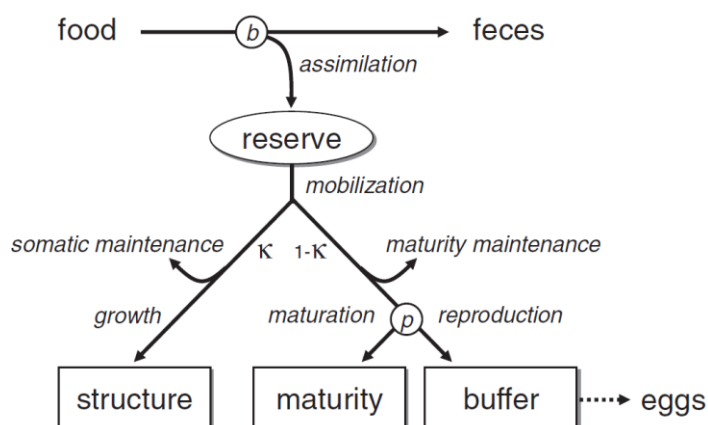 food b feces
assimilation
reserve
mobilization
somatic maintenance κ 1-κ maturity maintenance
growth maturation p reproduction
structure maturity buffer eggs